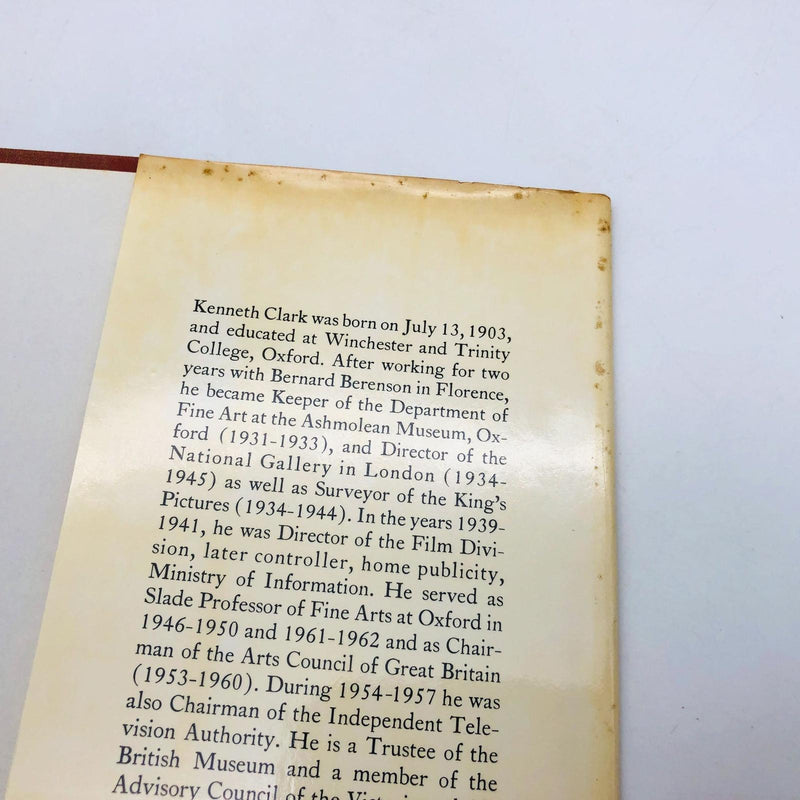 Kenneth Clark was born on July 13, 1903,
and educated at Winchester and Trinity
College, Oxford. After working for two
years with Bernard Berenson in Florence,
he became Keeper of the Department of
Fine Art at the Ashmolean Museum, Ox-
ford (1931-1933), and Director of the
National Gallery in London (1934-
1945) as well as Surveyor of the King's
Pictures (1934-1944). In the years 1939-
1941, he was Director of the Film Divi-
sion, later controller, home publicity,
Ministry of Information. He served as
Slade Professor of Fine Arts at Oxford in
1946-1950 and 1961-1962 and as Chair-
man of the Arts Council of Great Britain
(1953-1960). During 1954-1957 he was
also Chairman of the Independent Tele-
vision Authority. He is a Trustee of the
British Museum and a member of the
Advisory Council of the